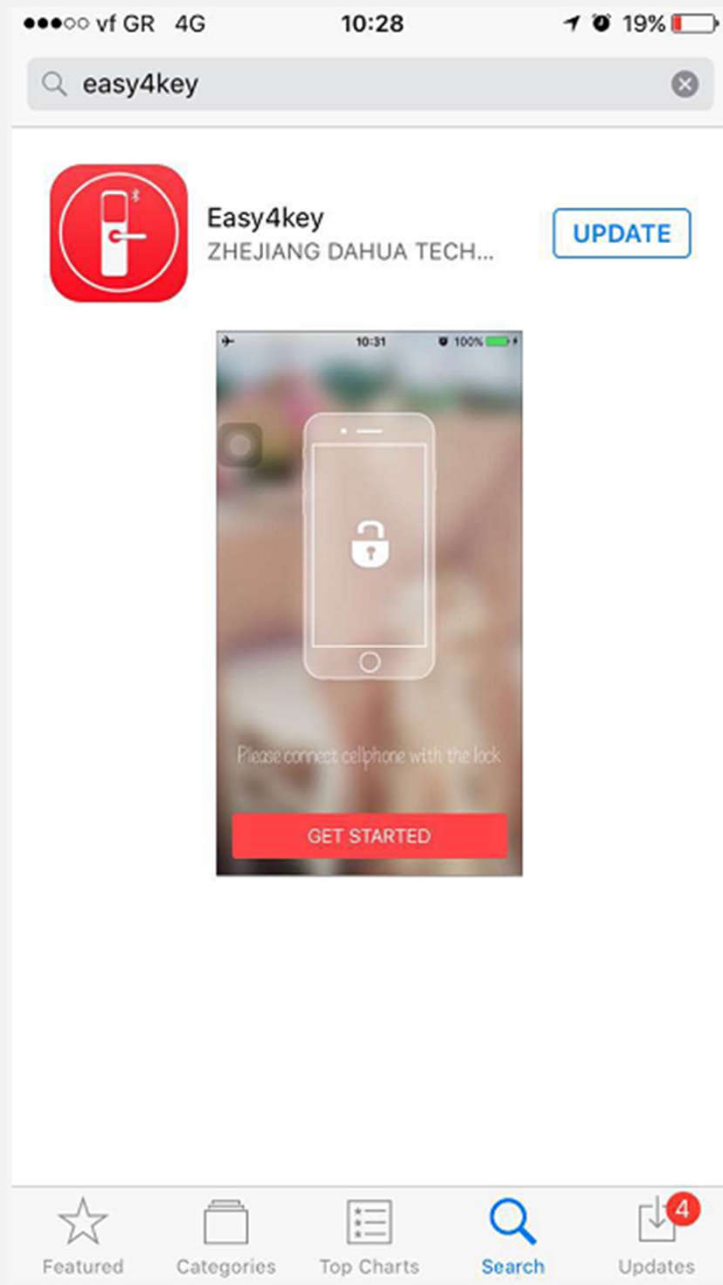 vf GR 4G 10:28 19%
easy4key
Easy4key
ZHEJIANG DAHUA TECH...
UPDATE
10:31 100%
Please connect cellphone with the lock
GET STARTED
Featured
Categories
Top Charts
Search
4
Updates